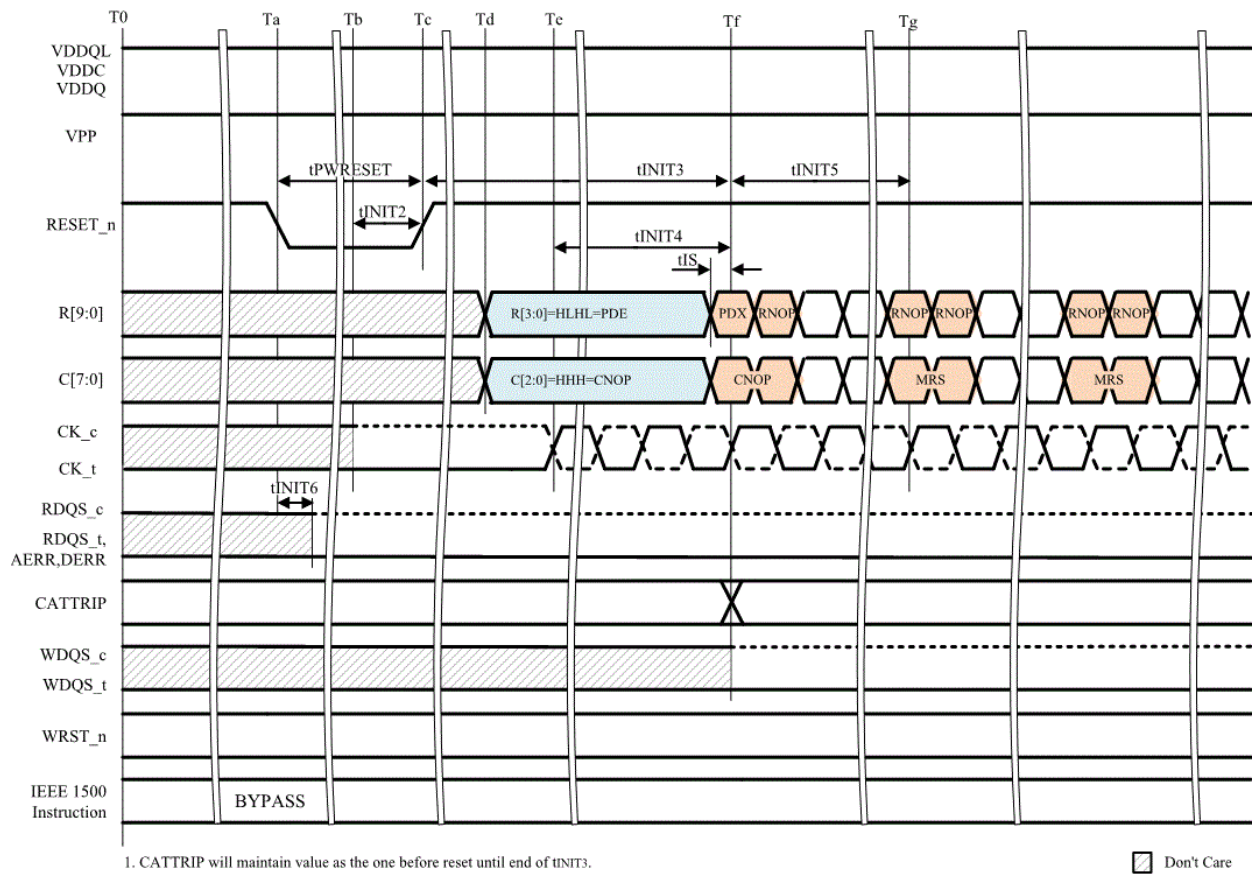 T0 Ta Tb Tc Td Te Tf Tg
VDDQL
VDDC
VDDQ
VPP
tPWRESET tINIT3 tINIT5
RESET_n tINIT2
tINIT4
tIS
R[9:0] R[3:0]=HLHL=PDE PDX RNOP RNOP RNOP RNOP RNOP
C[7:0] C[2:0]=HHH=CNOP CNOP MRS MRS
CK_c
CK_t
tINIT6
RDQS_c
RDQS_t,
AERR,DERR
CATTRIP
WDQS_c
WDQS_t
WRST_n
IEEE 1500
Instruction
BYPASS
1. CATTRIP will maintain value as the one before reset until end of tINIT3.
Don't Care